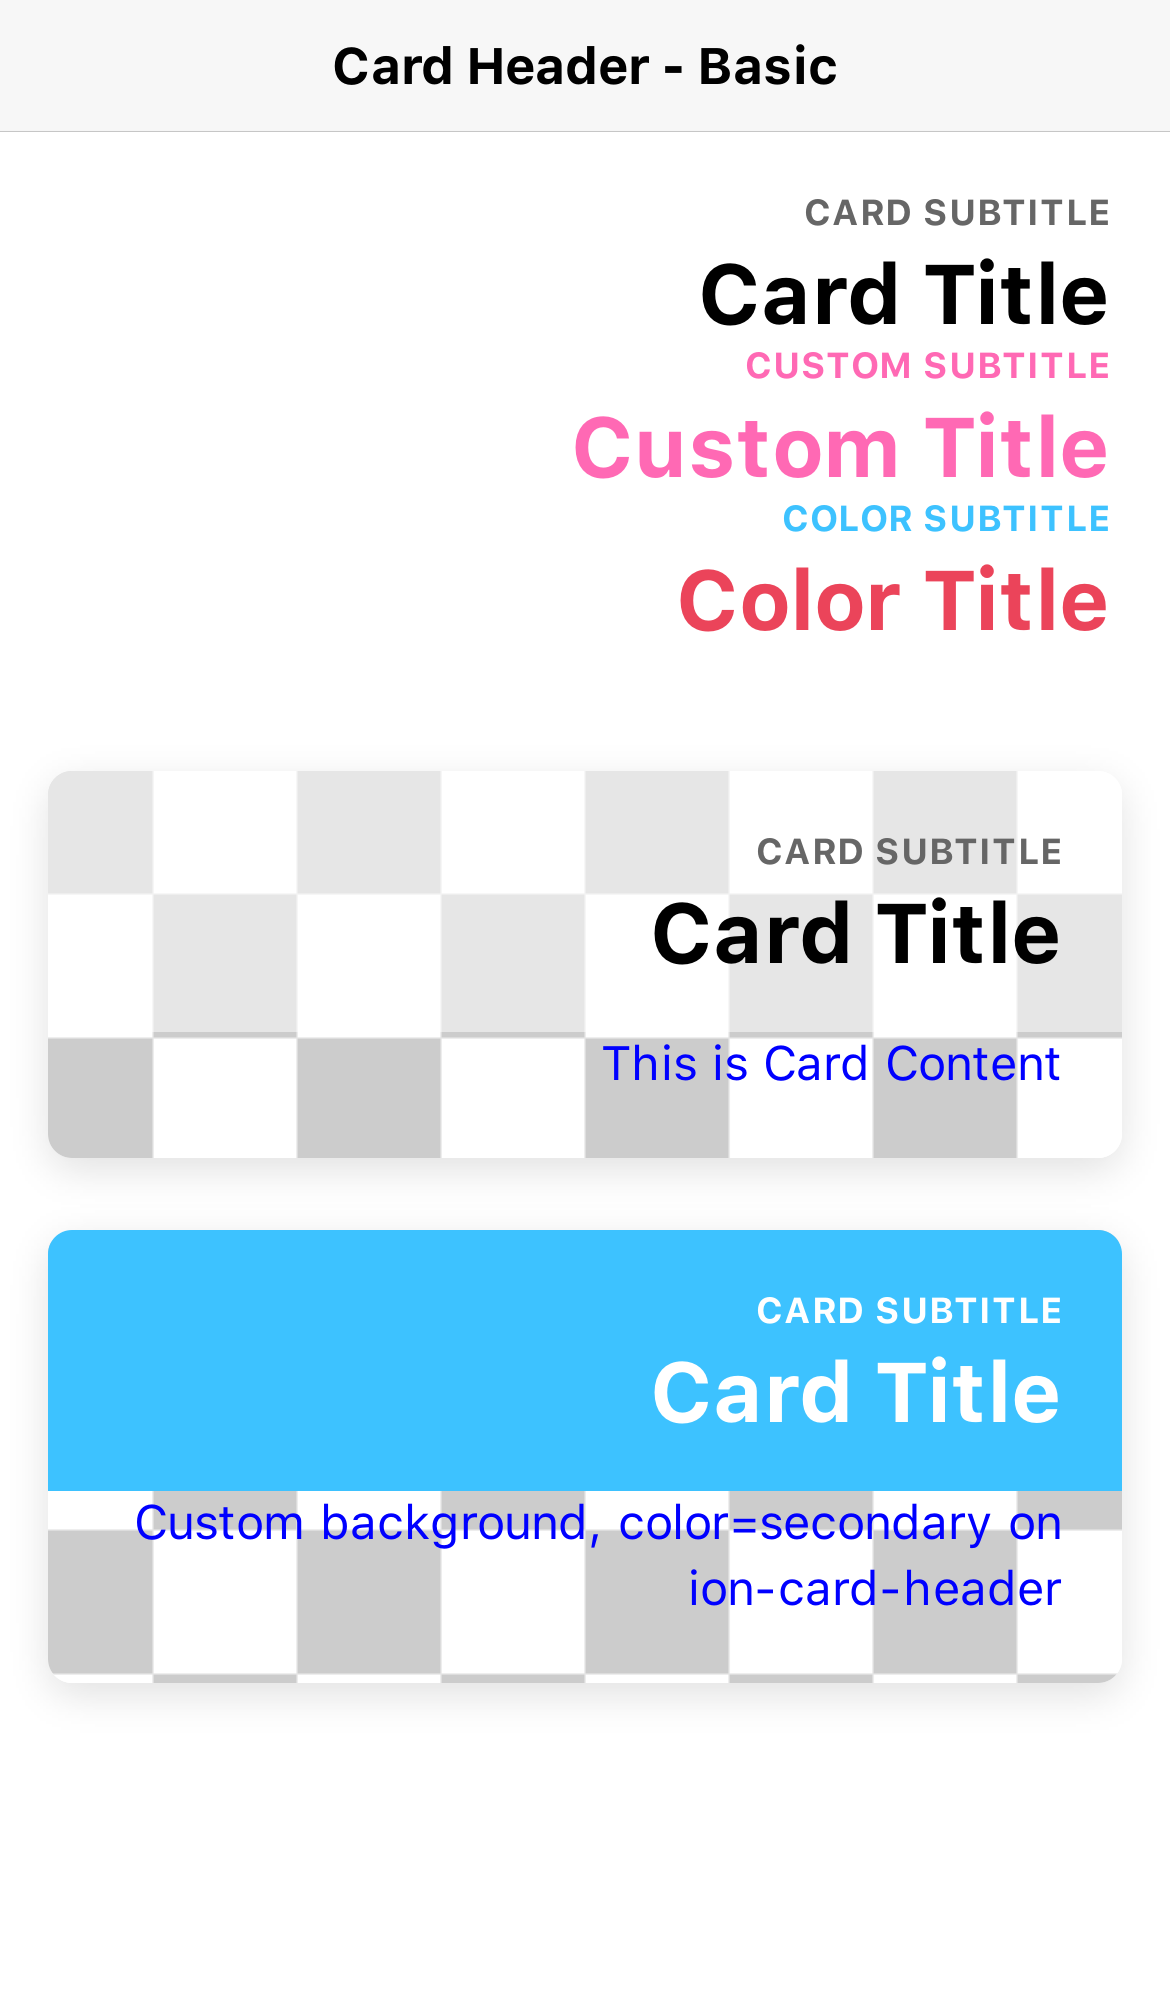 Card Header - Basic
CARD SUBTITLE
Card Title
CUSTOM SUBTITLE
Custom Title
COLOR SUBTITLE
Color Title
CARD SUBTITLE
Card Title
This is Card Content
CARD SUBTITLE
Card Title
Custom background, color=secondary on
ion-card-header